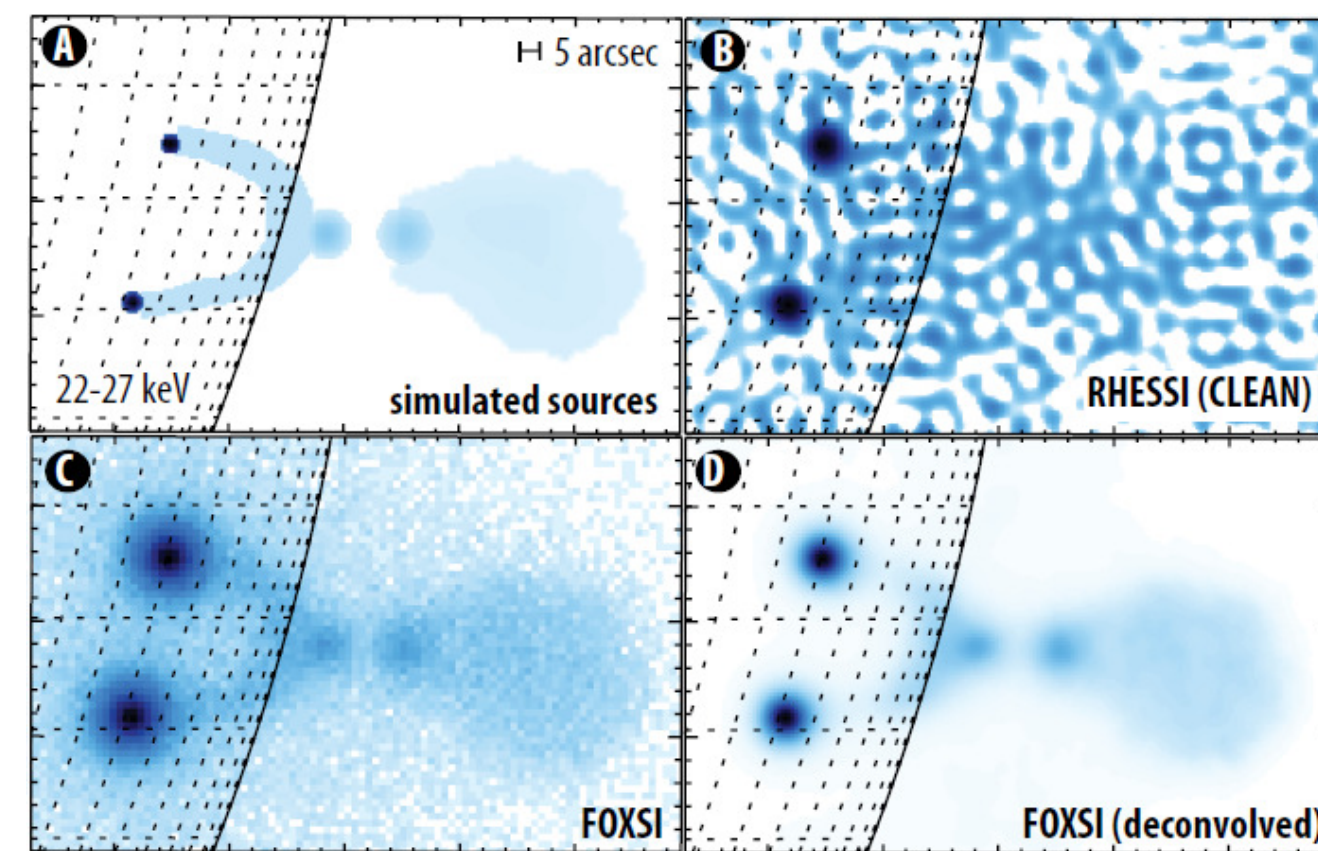 A
5 arcsec
22-27 keV
simulated sources
B
RHESSI (CLEAN)
C
FOXSI
D
FOXSI (deconvolved)